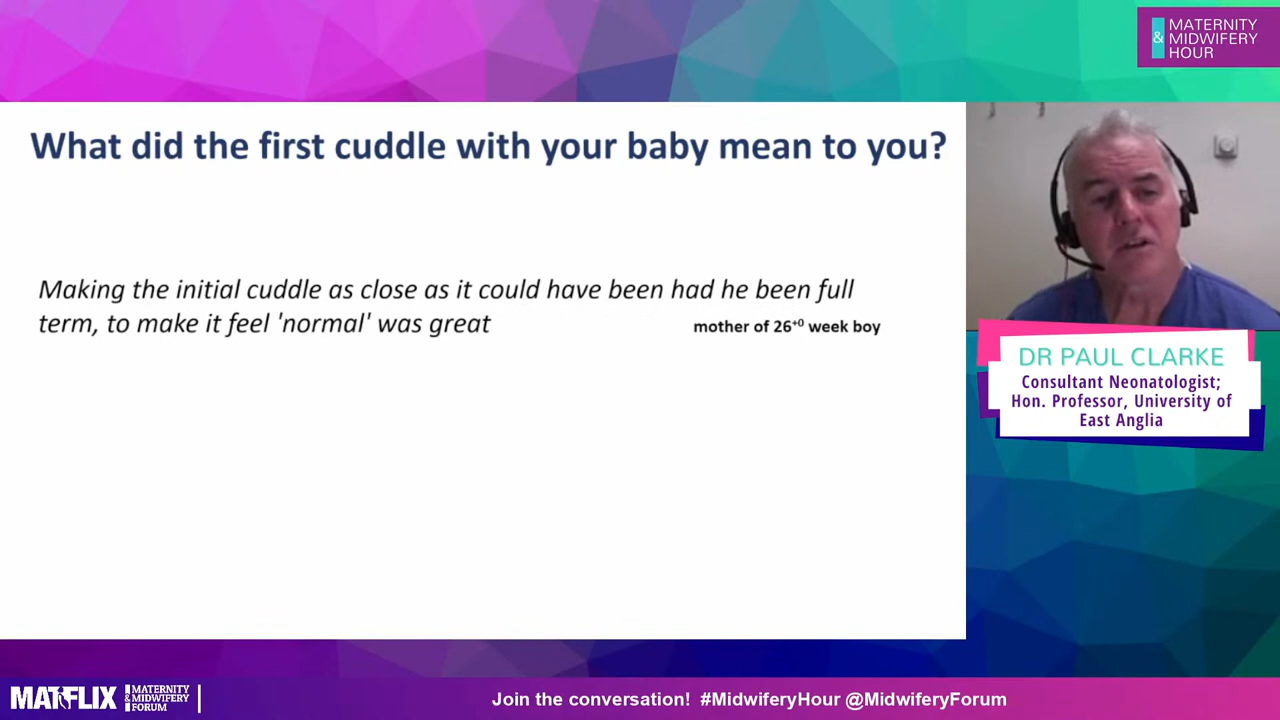 MATERNITY
& MIDWIFERY
HOUR
What did the first cuddle with your baby mean to you?
Making the initial cuddle as close as it could have been had he been full
term, to make it feel 'normal' was great
mother of 26⁺⁰ week boy
DR PAUL CLARKE
Consultant Neonatologist;
Hon. Professor, University of
East Anglia
MATFLIX
MATERNITY
& MIDWIFERY
FORUM
Join the conversation! #MidwiferyHour @MidwiferyForum